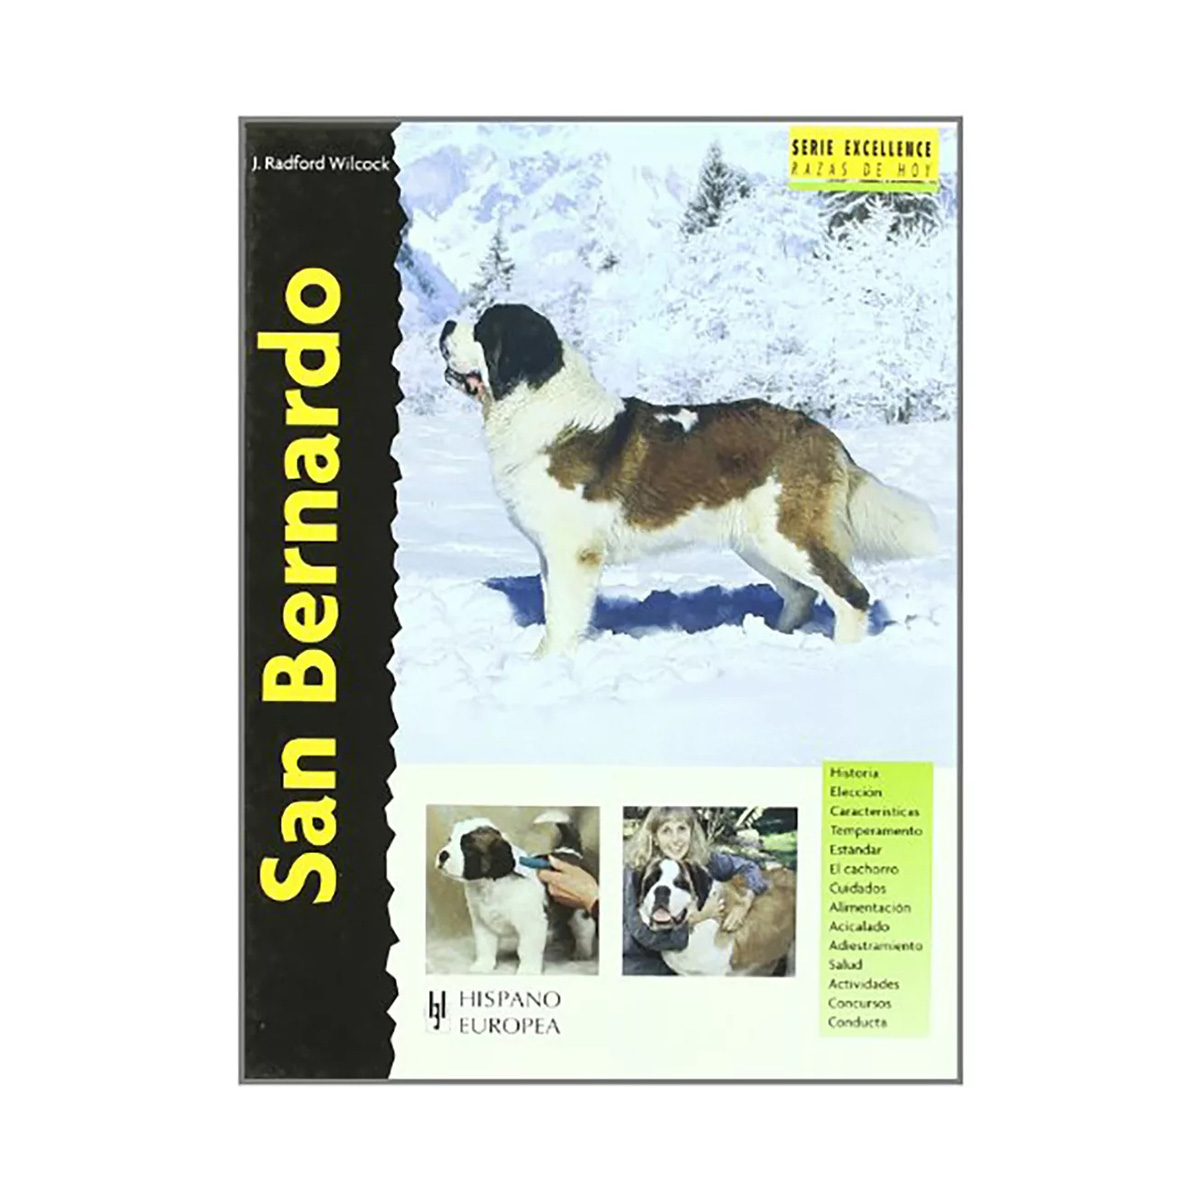 J. Radford Wilcock
SERIE EXCELLENCE
RAZAS DE HOY
San Bernardo
Historia
Elección
Características
Temperamento
Estándar
El cachorro
Cuidados
Alimentación
Acicalado
Adiestramiento
Salud
Actividades
Concursos
Conducta
HISPANO
EUROPEA